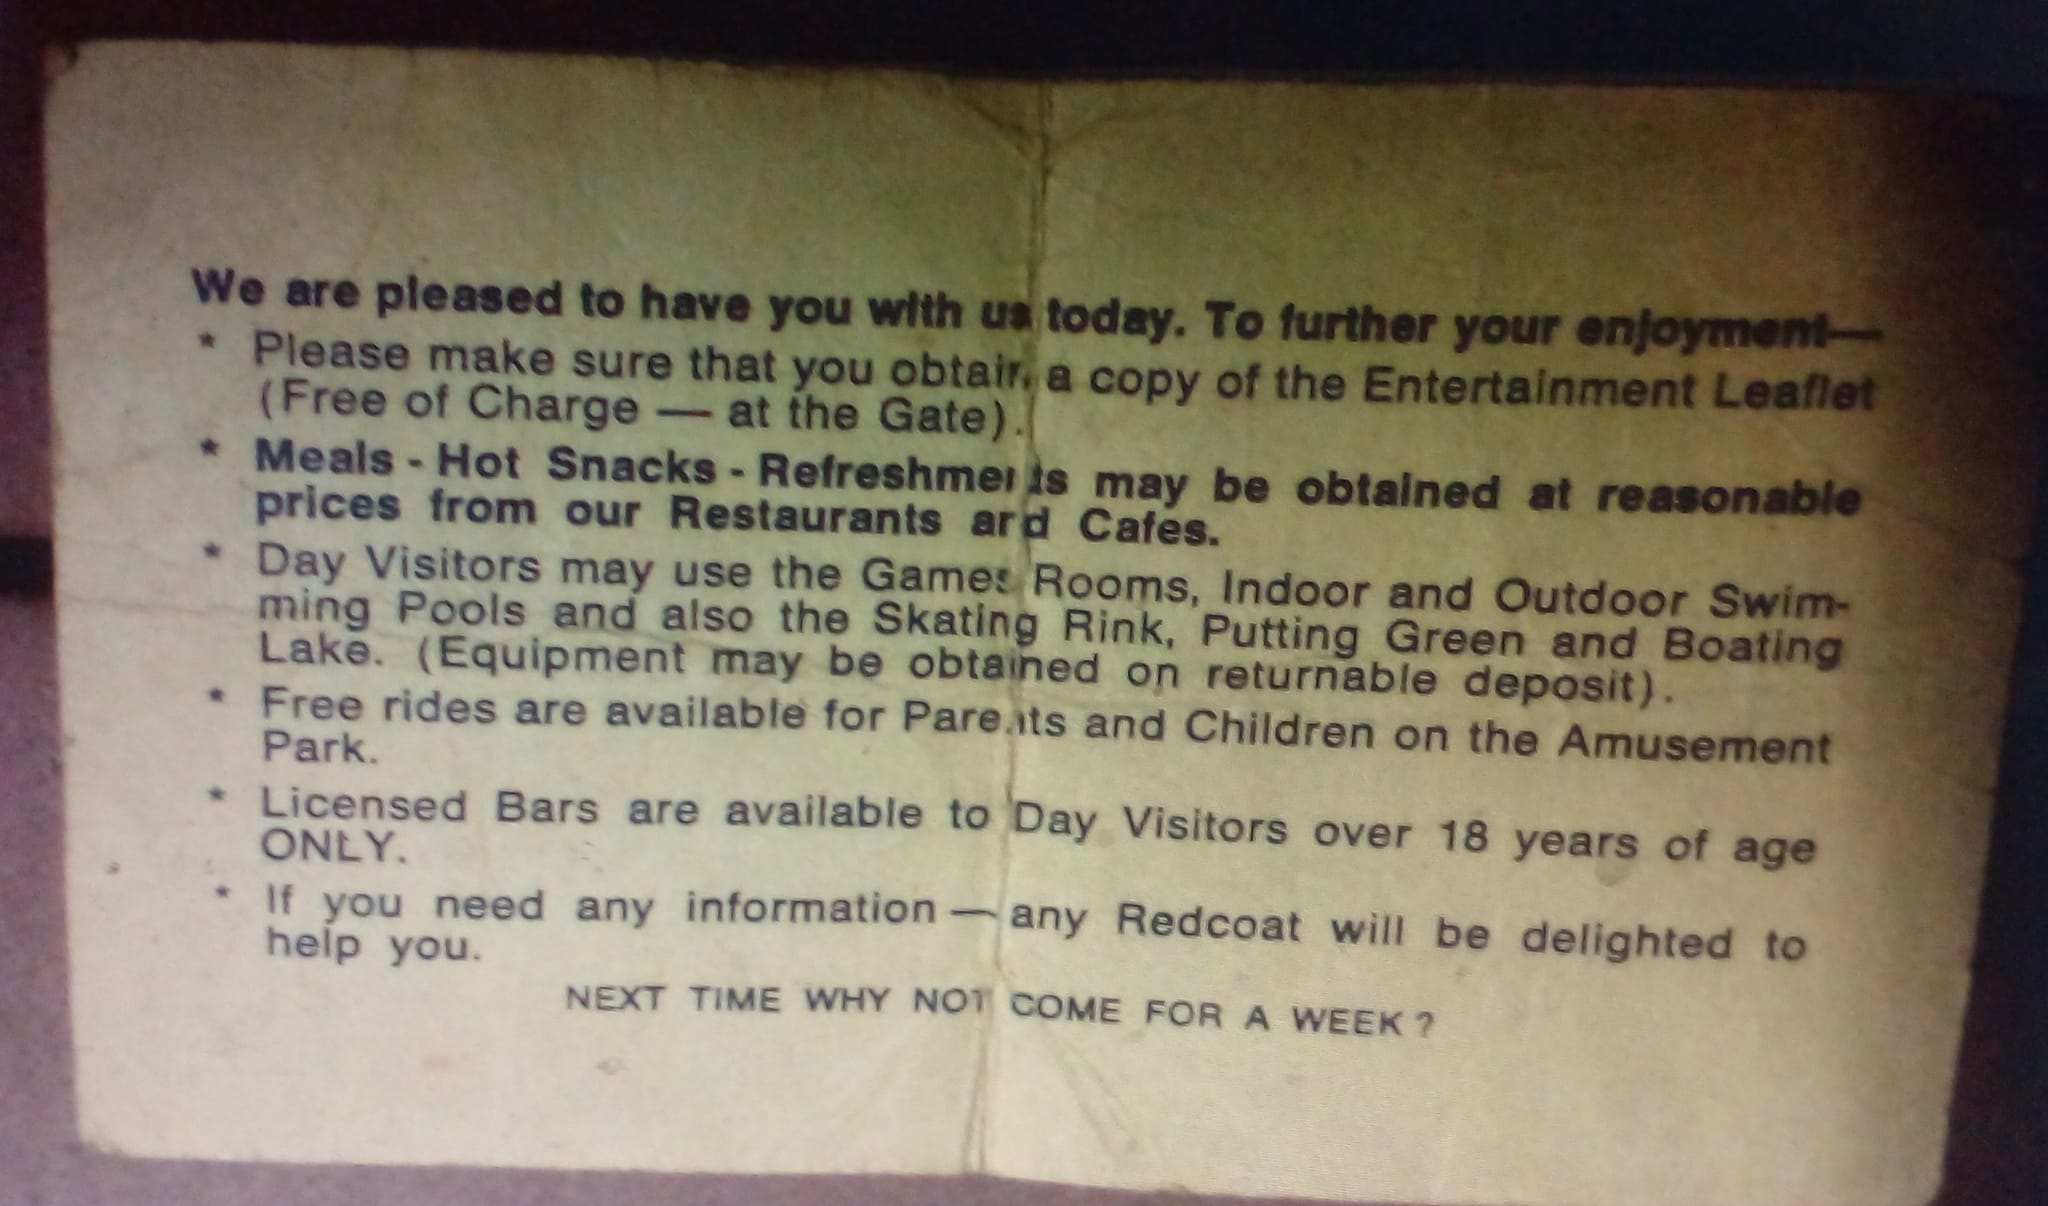 We are pleased to have you with us today. To further your enjoyment—
* Please make sure that you obtain a copy of the Entertainment Leaflet
(Free of Charge — at the Gate).
* Meals - Hot Snacks - Refreshments may be obtained at reasonable
prices from our Restaurants and Cafes.
* Day Visitors may use the Games Rooms, Indoor and Outdoor Swim-
ming Pools and also the Skating Rink, Putting Green and Boating
Lake. (Equipment may be obtained on returnable deposit).
* Free rides are available for Parents and Children on the Amusement
Park.
* Licensed Bars are available to Day Visitors over 18 years of age
ONLY.
* If you need any information — any Redcoat will be delighted to
help you.
NEXT TIME WHY NOT COME FOR A WEEK ?